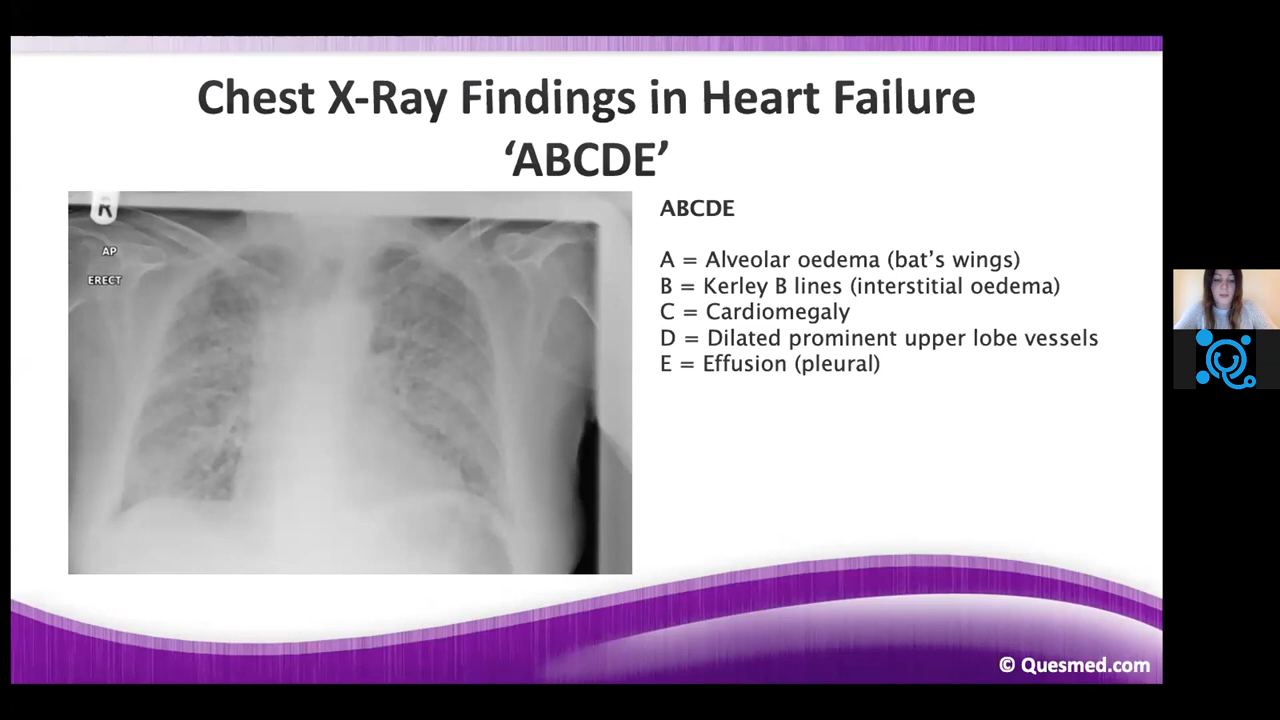 Chest X-Ray Findings in Heart Failure
‘ABCDE’
R
AP
ERECT
ABCDE
A = Alveolar oedema (bat’s wings)
B = Kerley B lines (interstitial oedema)
C = Cardiomegaly
D = Dilated prominent upper lobe vessels
E = Effusion (pleural)
© Quesmed.com